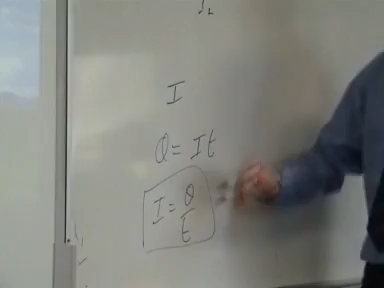 I
Q = It
I = Q/t